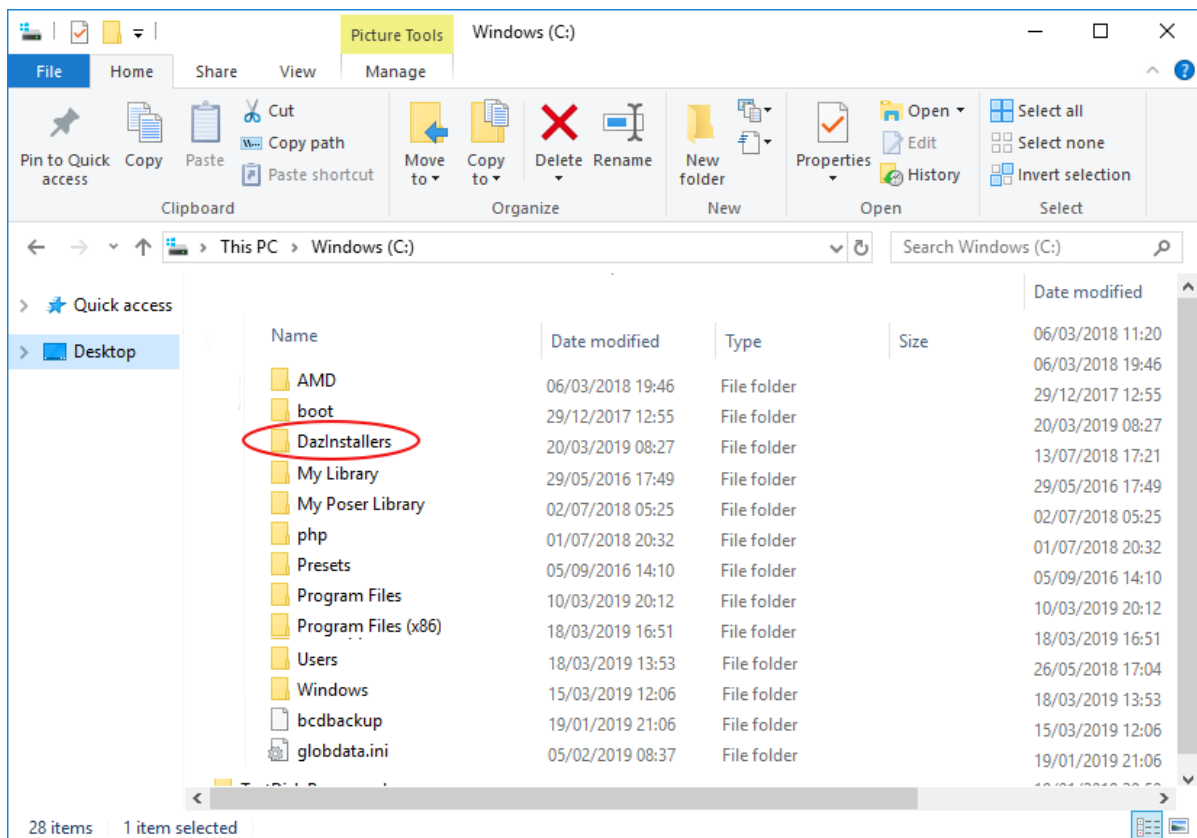 Picture Tools Windows (C:)
File Home Share View Manage
Pin to Quick access
Copy
Paste
Cut
Copy path
Paste shortcut
Move to
Copy to
Delete
Rename
New folder
Properties
Open
Edit
History
Select all
Select none
Invert selection
Clipboard Organize New Open Select
This PC > Windows (C:)
Search Windows (C:)
Quick access
Desktop
Name Date modified Type Size
AMD 06/03/2018 19:46 File folder
boot 29/12/2017 12:55 File folder
DazInstallers 20/03/2019 08:27 File folder
My Library 29/05/2016 17:49 File folder
My Poser Library 02/07/2018 05:25 File folder
php 01/07/2018 20:32 File folder
Presets 05/09/2016 14:10 File folder
Program Files 10/03/2019 20:12 File folder
Program Files (x86) 18/03/2019 16:51 File folder
Users 18/03/2019 13:53 File folder
Windows 15/03/2019 12:06 File folder
bcdbackup 19/01/2019 21:06 File folder
globdata.ini 05/02/2019 08:37 File folder
Date modified
06/03/2018 11:20
06/03/2018 19:46
29/12/2017 12:55
20/03/2019 08:27
13/07/2018 17:21
29/05/2016 17:49
02/07/2018 05:25
01/07/2018 20:32
05/09/2016 14:10
10/03/2019 20:12
18/03/2019 16:51
26/05/2018 17:04
18/03/2019 13:53
15/03/2019 12:06
19/01/2019 21:06
28 items 1 item selected